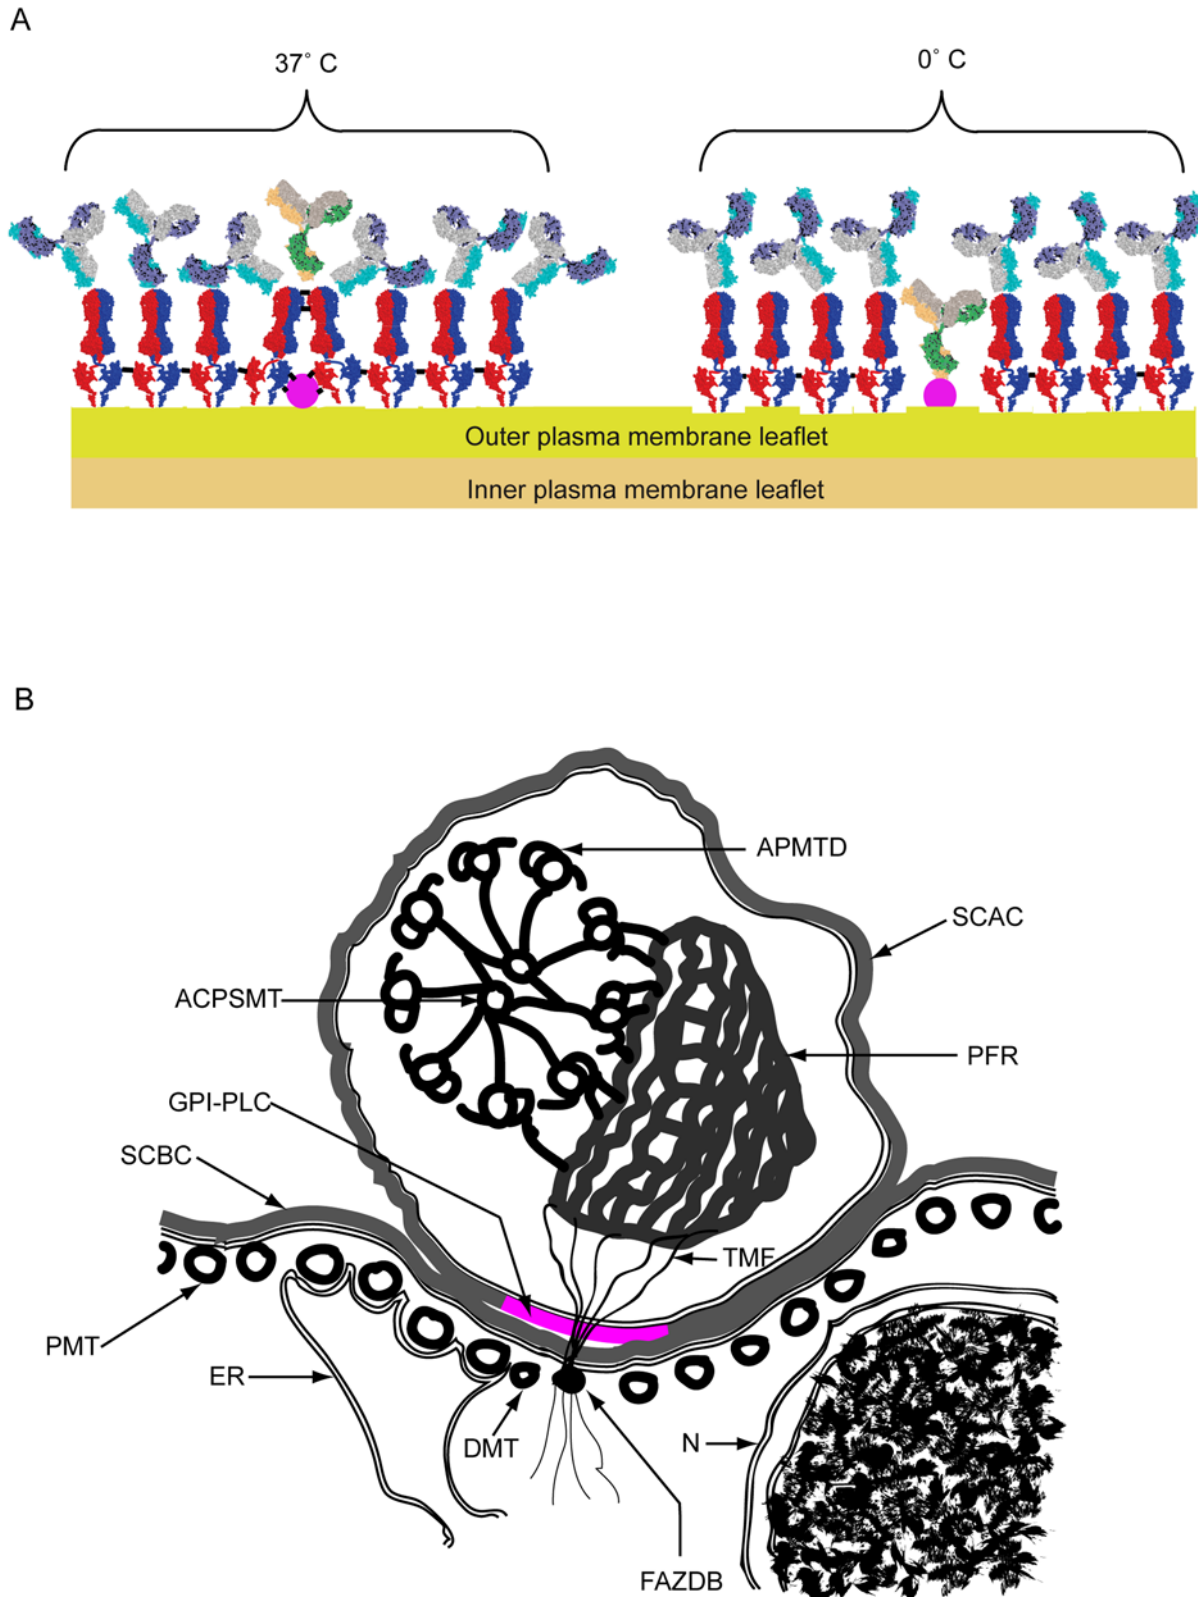 A
37° C
0° C
Outer plasma membrane leaflet
Inner plasma membrane leaflet
B
APMTD
SCAC
ACPSMT
PFR
GPI-PLC
SCBC
TMF
PMT
ER
DMT
N
FAZDB